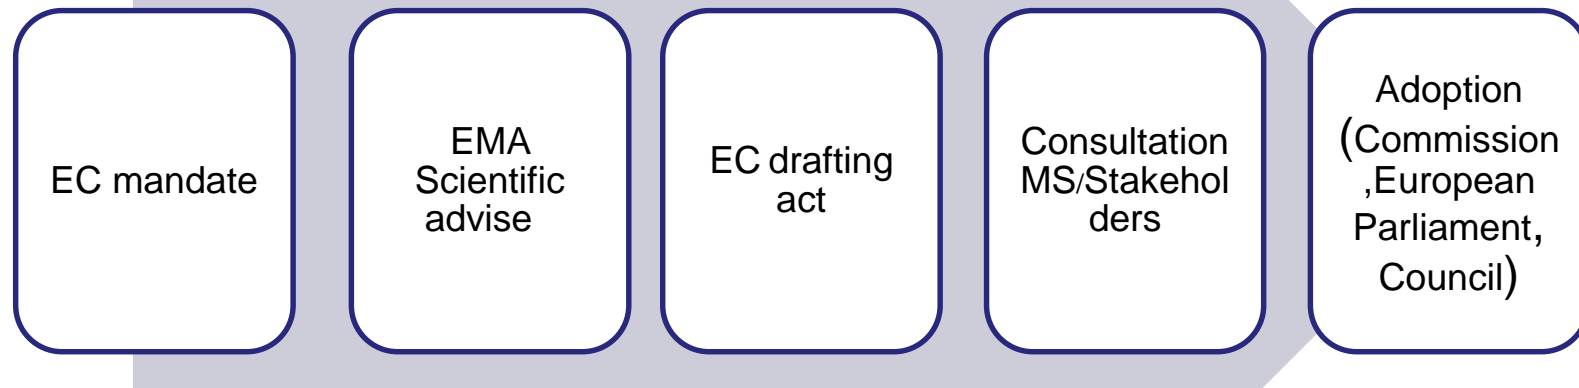 EC mandate
EMA
Scientific
advise
EC drafting
act
Consultation
MS/Stakehol
ders
Adoption
(Commission
,European
Parliament,
Council)